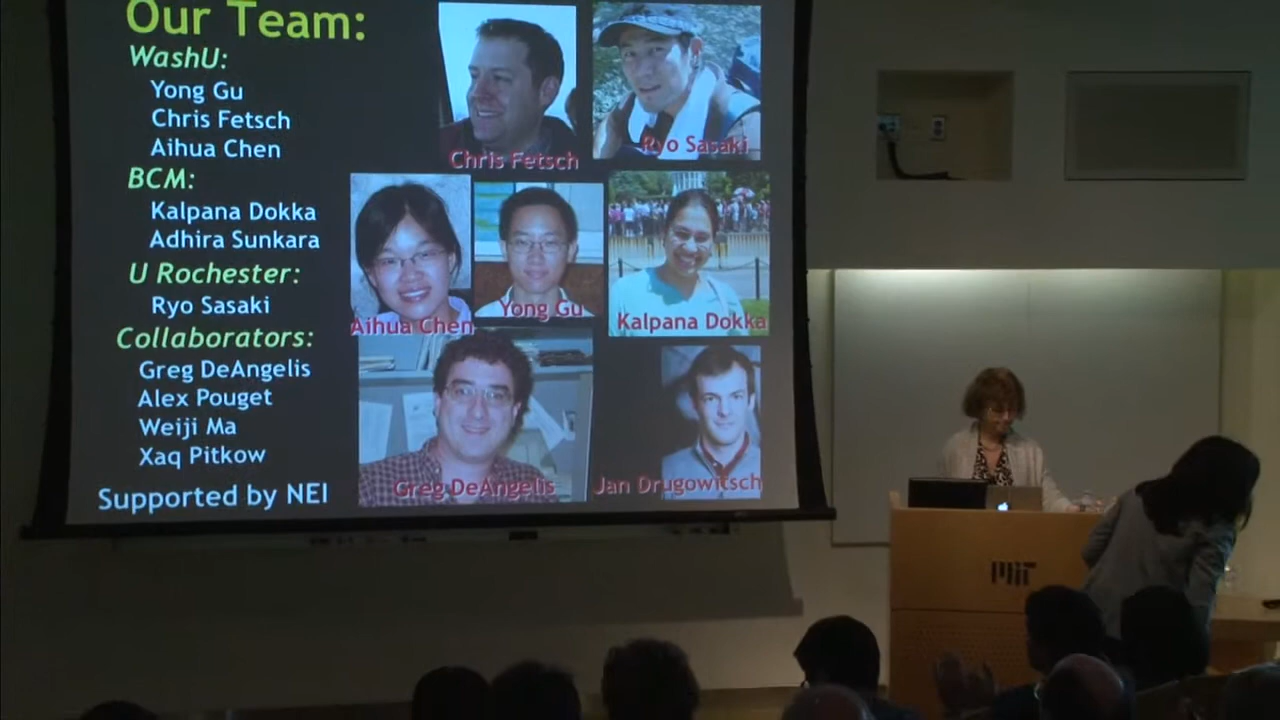 Our Team:
WashU:
Yong Gu
Chris Fetsch
Aihua Chen
BCM:
Kalpana Dokka
Adhira Sunkara
U Rochester:
Ryo Sasaki
Collaborators:
Greg DeAngelis
Alex Pouget
Weiji Ma
Xaq Pitkow
Supported by NEI
Chris Fetsch
Ryo Sasaki
Aihua Chen
Yong Gu
Kalpana Dokka
Greg DeAngelis
Jan Drugowitsch
MIT